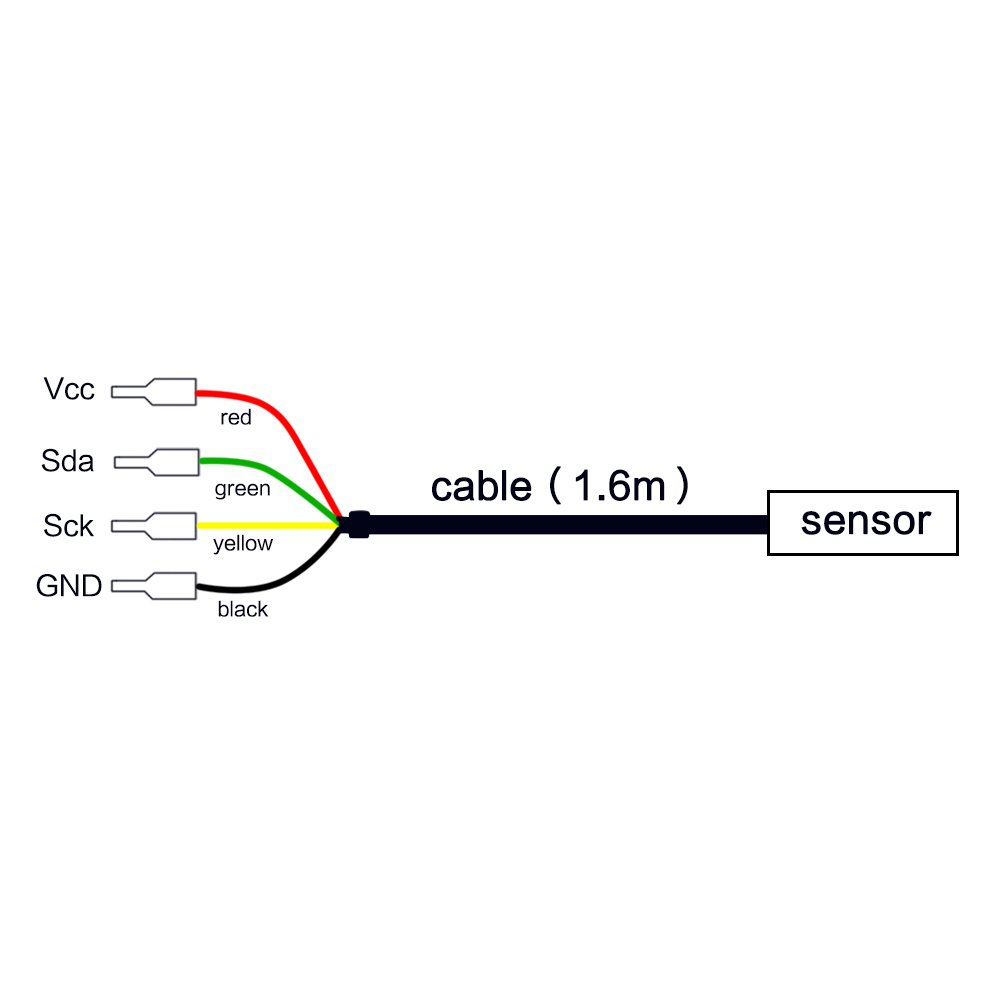 Vcc
red
Sda
green
Sck
yellow
GND
black
cable (1.6m)
sensor